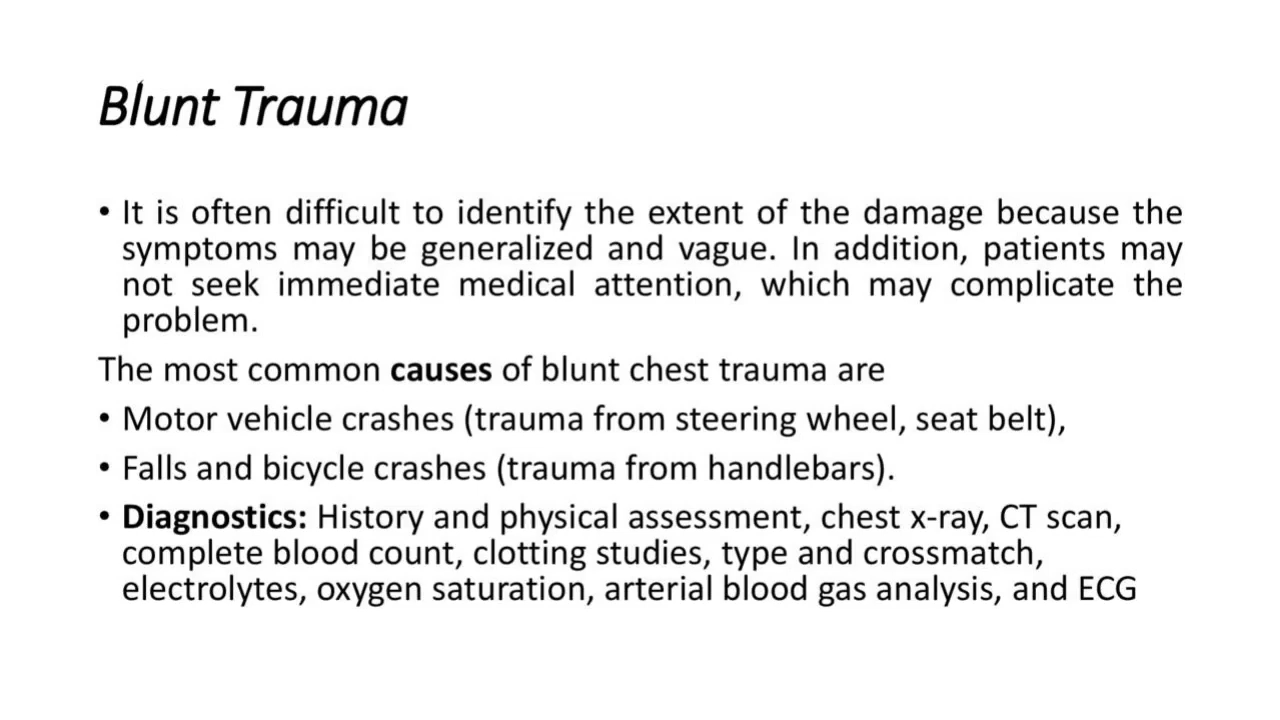 Blunt Trauma
• It is often difficult to identify the extent of the damage because the
symptoms may be generalized and vague. In addition, patients may
not seek immediate medical attention, which may complicate the
problem.
The most common causes of blunt chest trauma are
• Motor vehicle crashes (trauma from steering wheel, seat belt),
• Falls and bicycle crashes (trauma from handlebars).
• Diagnostics: History and physical assessment, chest x-ray, CT scan,
complete blood count, clotting studies, type and crossmatch,
electrolytes, oxygen saturation, arterial blood gas analysis, and ECG